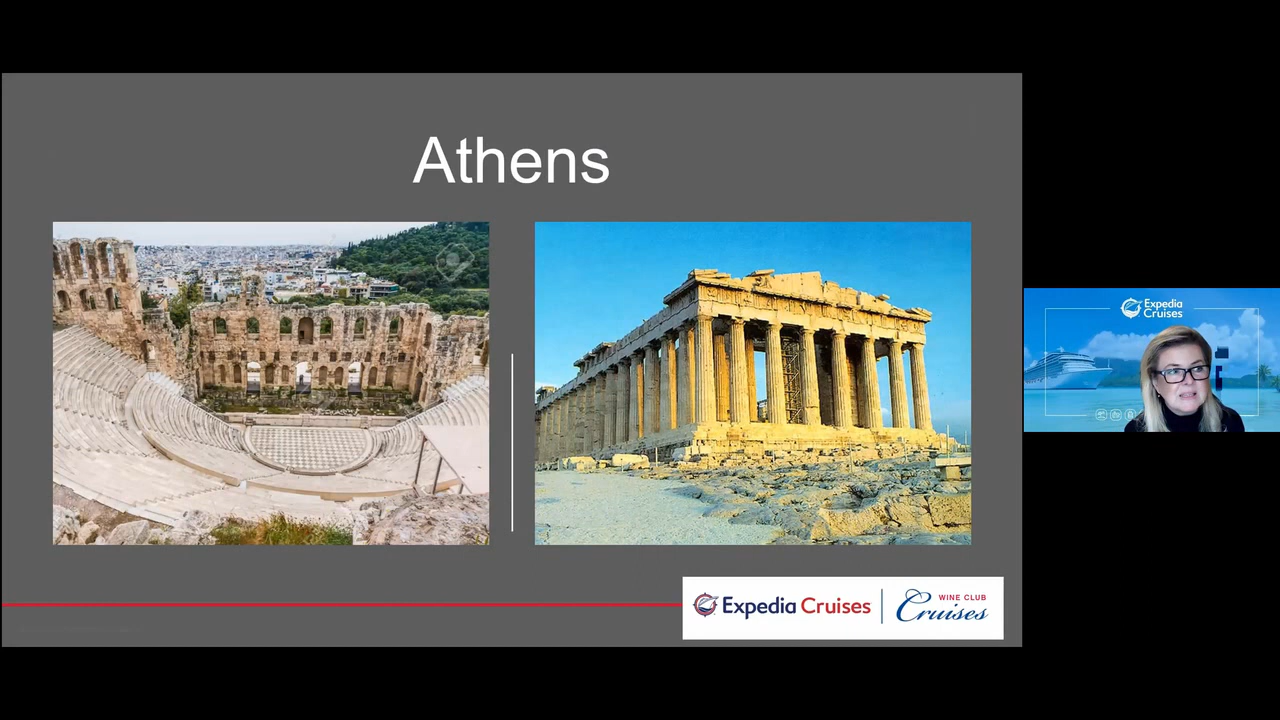 Athens
Expedia Cruises
WINE CLUB
Cruises
Expedia
Cruises